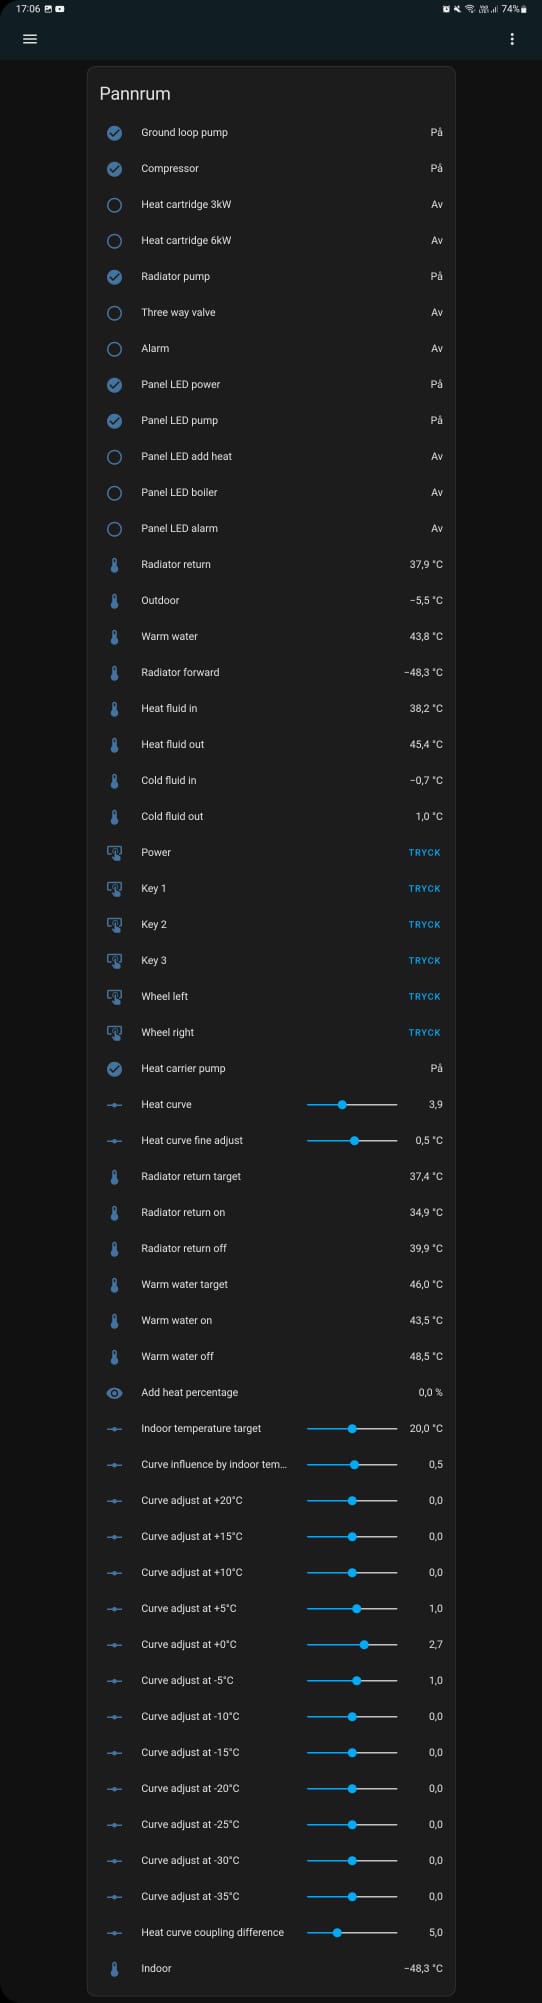 17:06 74%
Pannrum
Ground loop pump På
Compressor På
Heat cartridge 3kW Av
Heat cartridge 6kW Av
Radiator pump På
Three way valve Av
Alarm Av
Panel LED power På
Panel LED pump På
Panel LED add heat Av
Panel LED boiler Av
Panel LED alarm Av
Radiator return 37,9 °C
Outdoor −5,5 °C
Warm water 43,8 °C
Radiator forward −48,3 °C
Heat fluid in 38,2 °C
Heat fluid out 45,4 °C
Cold fluid in −0,7 °C
Cold fluid out 1,0 °C
Power TRYCK
Key 1 TRYCK
Key 2 TRYCK
Key 3 TRYCK
Wheel left TRYCK
Wheel right TRYCK
Heat carrier pump På
Heat curve 3,9
Heat curve fine adjust 0,5 °C
Radiator return target 37,4 °C
Radiator return on 34,9 °C
Radiator return off 39,9 °C
Warm water target 46,0 °C
Warm water on 43,5 °C
Warm water off 48,5 °C
Add heat percentage 0,0 %
Indoor temperature target 20,0 °C
Curve influence by indoor tem... 0,5
Curve adjust at +20°C 0,0
Curve adjust at +15°C 0,0
Curve adjust at +10°C 0,0
Curve adjust at +5°C 1,0
Curve adjust at +0°C 2,7
Curve adjust at -5°C 1,0
Curve adjust at -10°C 0,0
Curve adjust at -15°C 0,0
Curve adjust at -20°C 0,0
Curve adjust at -25°C 0,0
Curve adjust at -30°C 0,0
Curve adjust at -35°C 0,0
Heat curve coupling difference 5,0
Indoor −48,3 °C